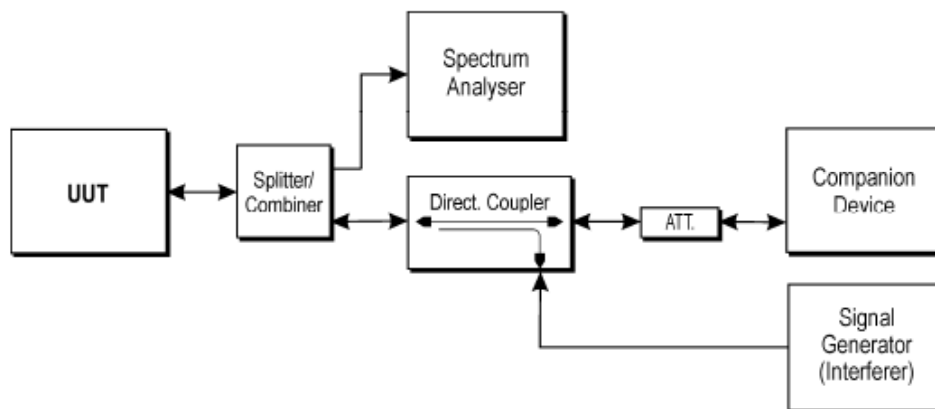 Spectrum
Analyser
UUT
Splitter/
Combiner
Direct. Coupler
ATT.
Companion
Device
Signal
Generator
(Interferer)